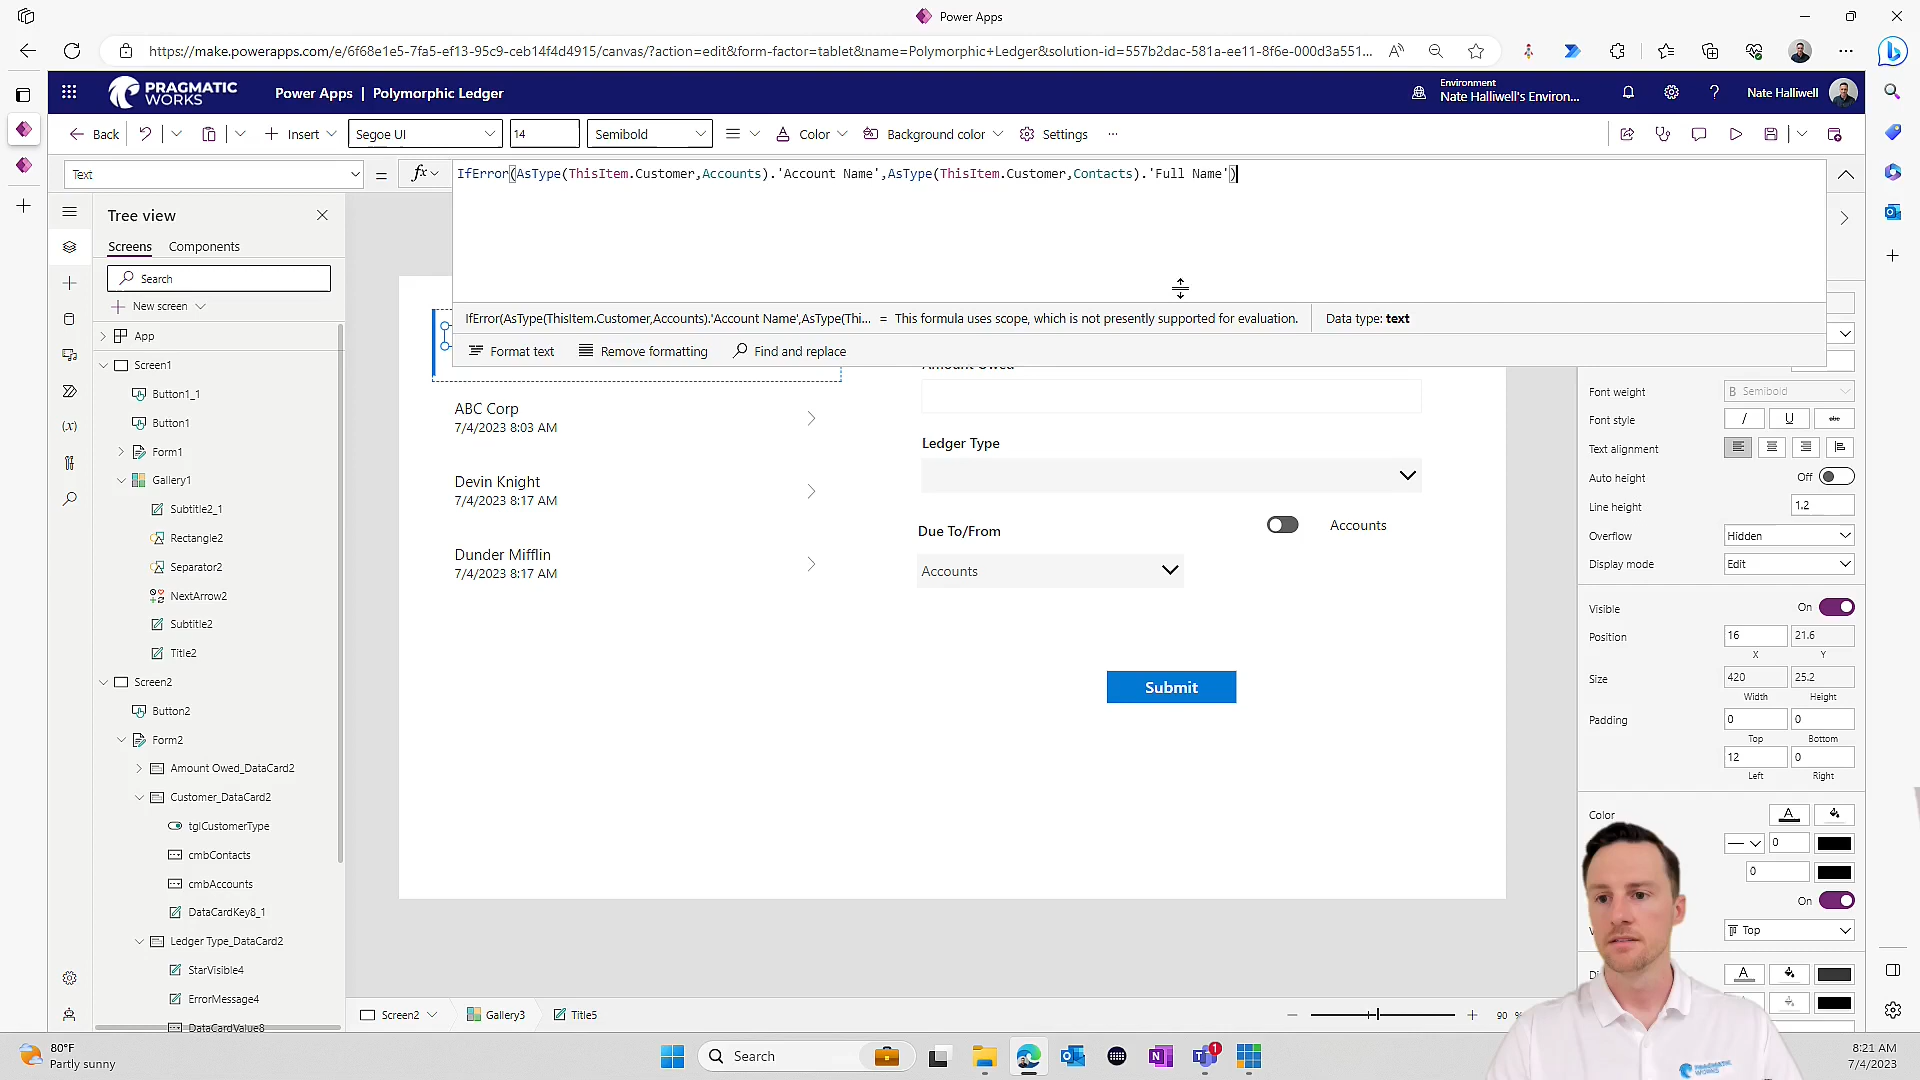 Power Apps
https://make.powerapps.com/e/6f68e1e5-7fa5-ef13-95c9-ceb14f4d4915/canvas/?action=edit&form-factor=tablet&name=Polymorphic+Ledger&solution-id=557b2dac-581a-ee11-8f6e-000d3a551...
PRAGMATIC WORKS
Power Apps | Polymorphic Ledger
Environment
Nate Halliwell's Environ...
Nate Halliwell
Back
Insert
Segoe UI
14
Semibold
Color
Background color
Settings
Text
=
fx
IfError(AsType(ThisItem.Customer,Accounts).'Account Name',AsType(ThisItem.Customer,Contacts).'Full Name')
IfError(AsType(ThisItem.Customer,Accounts).'Account Name',AsType(Thi... = This formula uses scope, which is not presently supported for evaluation.
Data type: text
Format text
Remove formatting
Find and replace
Tree view
Screens
Components
Search
New screen
App
Screen1
Button1_1
Button1
Form1
Gallery1
Subtitle2_1
Rectangle2
Separator2
NextArrow2
Subtitle2
Title2
Screen2
Button2
Form2
Amount Owed_DataCard2
Customer_DataCard2
tglCustomerType
cmbContacts
cmbAccounts
DataCardKey8_1
Ledger Type_DataCard2
StarVisible4
ErrorMessage4
DataCardValue8
ABC Corp
7/4/2023 8:03 AM
Devin Knight
7/4/2023 8:17 AM
Dunder Mifflin
7/4/2023 8:17 AM
Amount Owed
Ledger Type
Due To/From
Accounts
Accounts
Submit
Font weight
B Semibold
Font style
/
U
abc
Text alignment
Auto height
Off
Line height
1.2
Overflow
Hidden
Display mode
Edit
Visible
On
Position
16
21.6
X
Y
Size
420
25.2
Width
Height
Padding
0
0
Top
Bottom
12
0
Left
Right
Color
A
0
0
On
Top
A
Screen2
Gallery3
Title5
90 %
80°F
Partly sunny
Search
1
8:21 AM
7/4/2023
PRAGMATIC WORKS